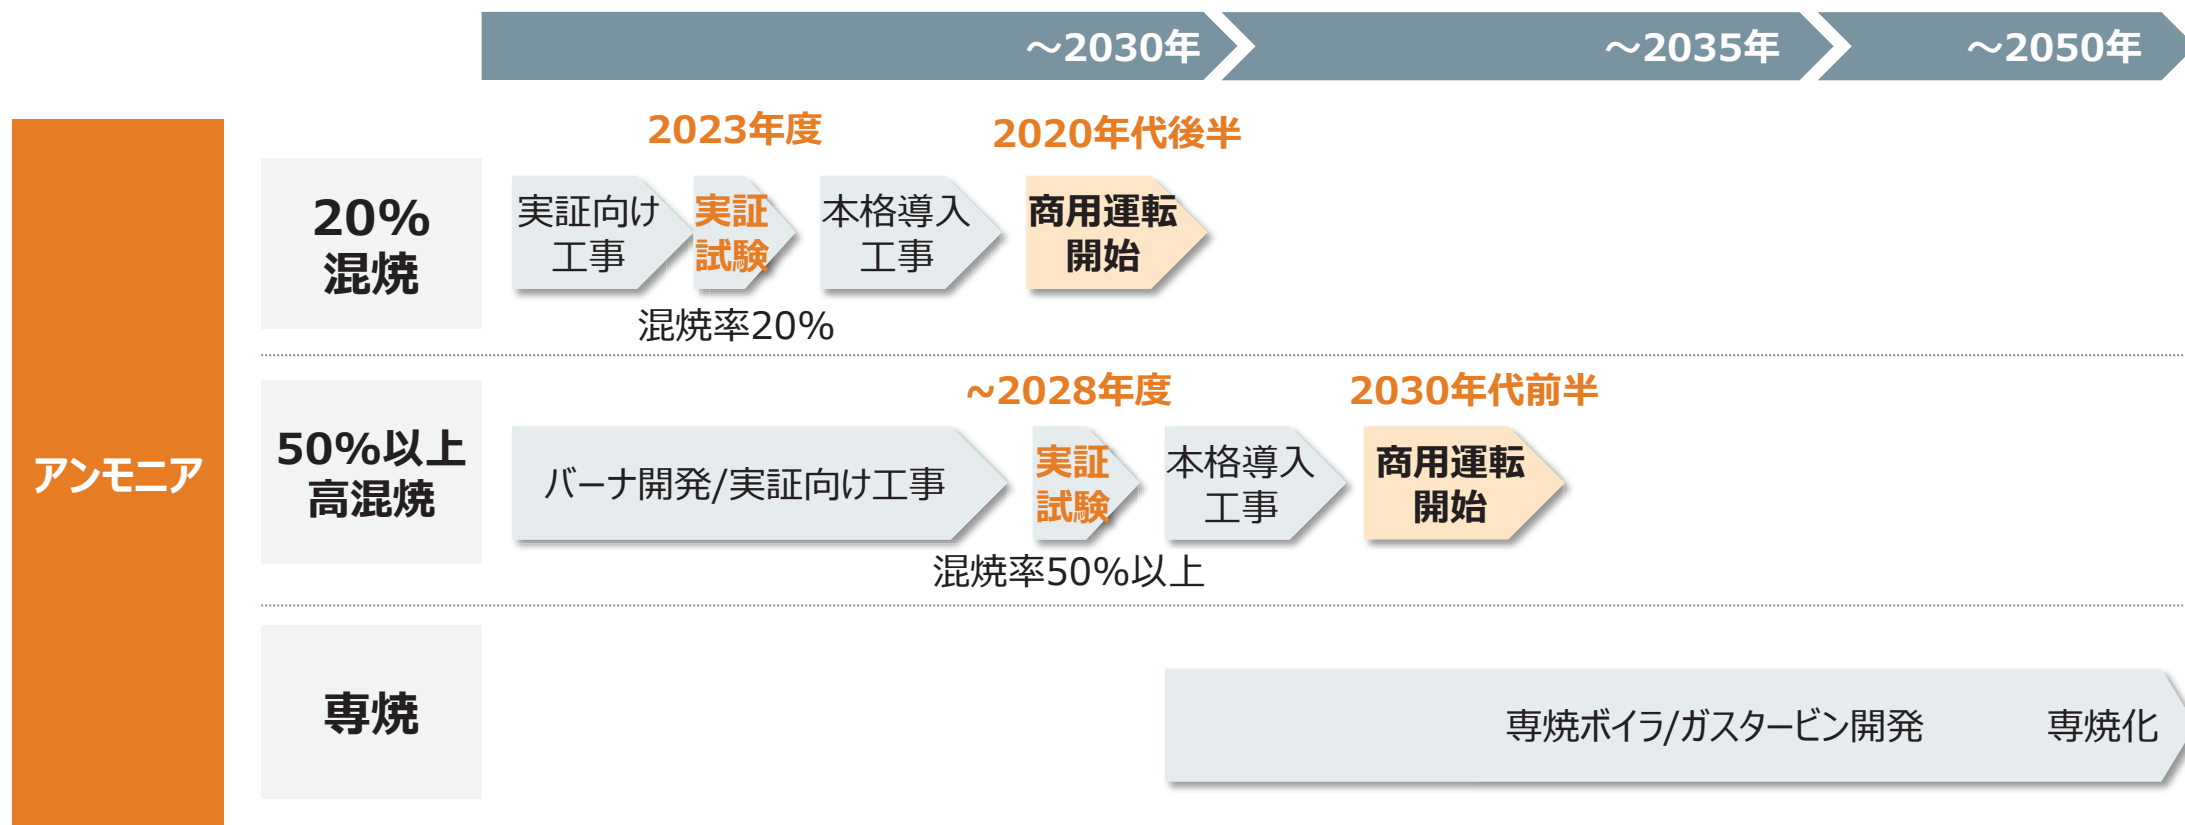 ～2030年
～2035年
～2050年
アンモニア
20%
混焼
2023年度
2020年代後半
実証向け
工事
実証
試験
本格導入
工事
商用運転
開始
混焼率20%
50%以上
高混焼
~2028年度
2030年代前半
バーナ開発/実証向け工事
実証
試験
本格導入
工事
商用運転
開始
混焼率50%以上
専焼
専焼ボイラ/ガスタービン開発
専焼化